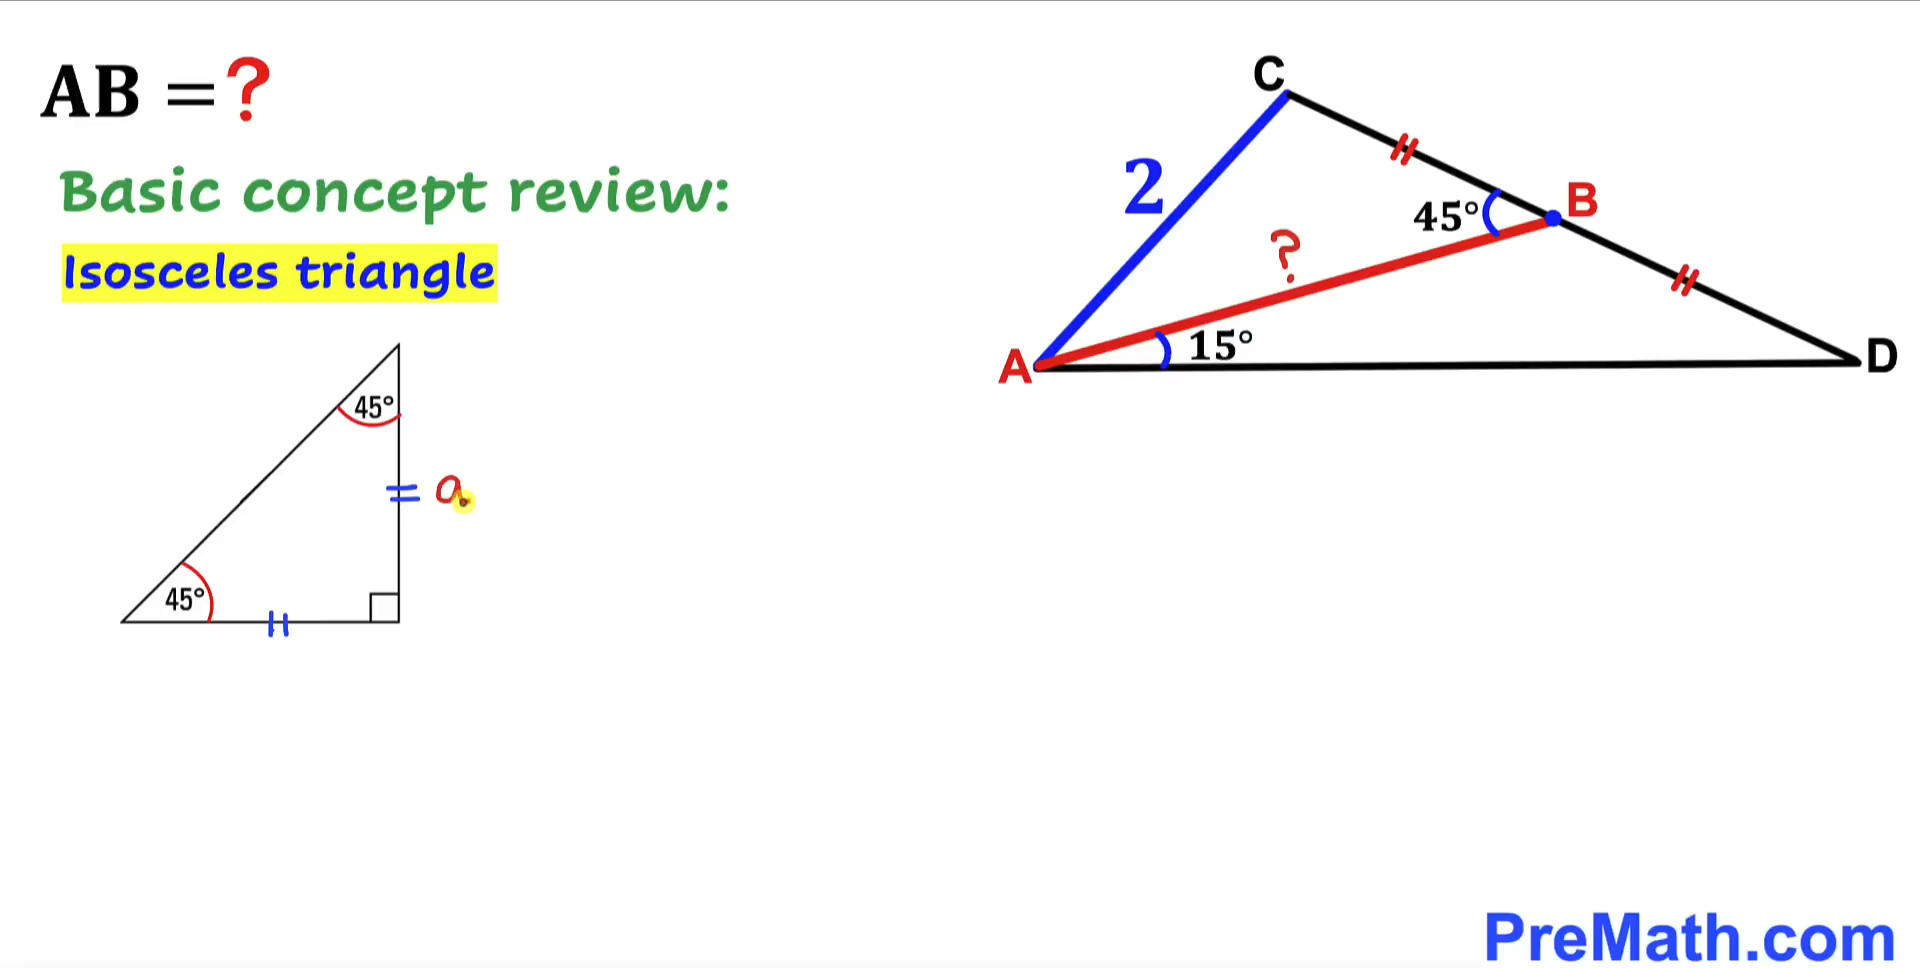 AB =?
Basic concept review:
Isosceles triangle
45°
45°
a
C
2
B
45°
?
15°
A
D
PreMath.com